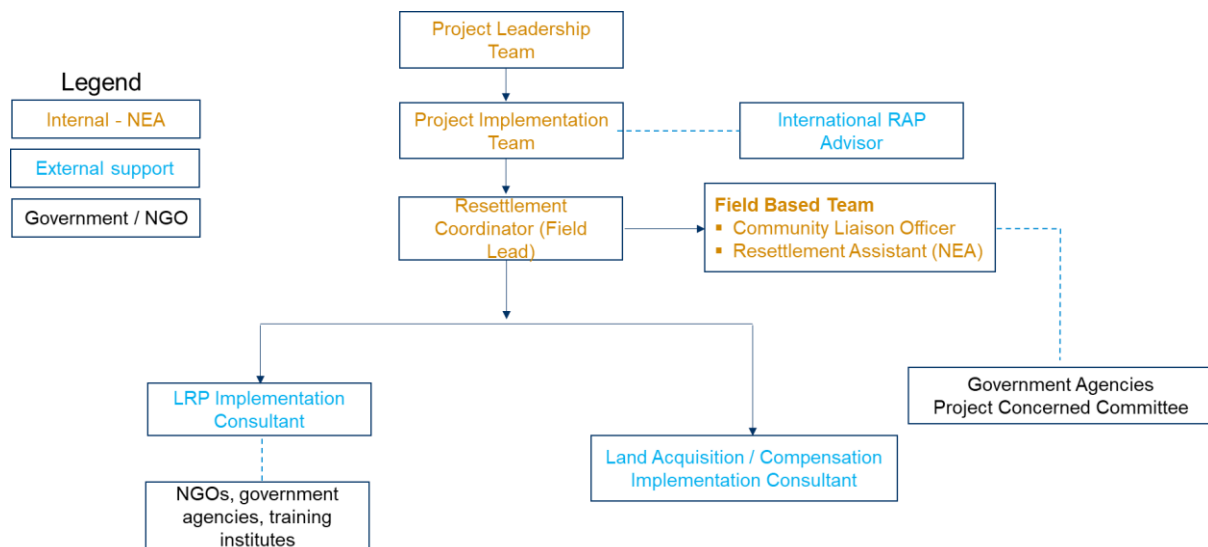 Project Leadership
Team
Legend
Internal - NEA
External support
Government / NGO
Project Implementation
Team
International RAP
Advisor
Resettlement
Coordinator (Field
Lead)
Field Based Team
▪ Community Liaison Officer
▪ Resettlement Assistant (NEA)
LRP Implementation
Consultant
NGOs, government
agencies, training
institutes
Land Acquisition / Compensation
Implementation Consultant
Government Agencies
Project Concerned Committee